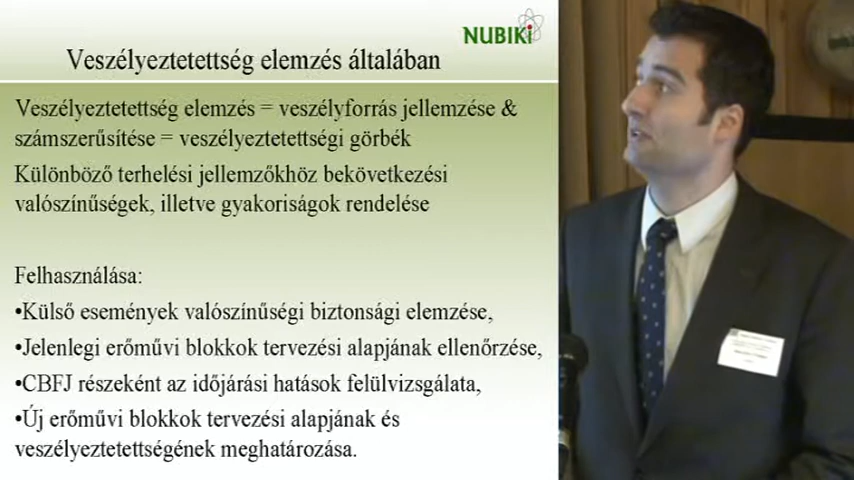 NUBIKI
Veszélyeztetettség elemzés általában
Veszélyeztetettség elemzés = veszélyforrás jellemzése &
számszerűsítése = veszélyeztetettségi görbék
Különböző terhelési jellemzőkhöz bekövetkezési
valószínűségek, illetve gyakoriságok rendelése
Felhasználása:
•Külső események valószínűségi biztonsági elemzése,
•Jelenlegi erőművi blokkok tervezési alapjának ellenőrzése,
•CBFJ részeként az időjárási hatások felülvizsgálata,
•Új erőművi blokkok tervezési alapjának és
veszélyeztetettségének meghatározása.